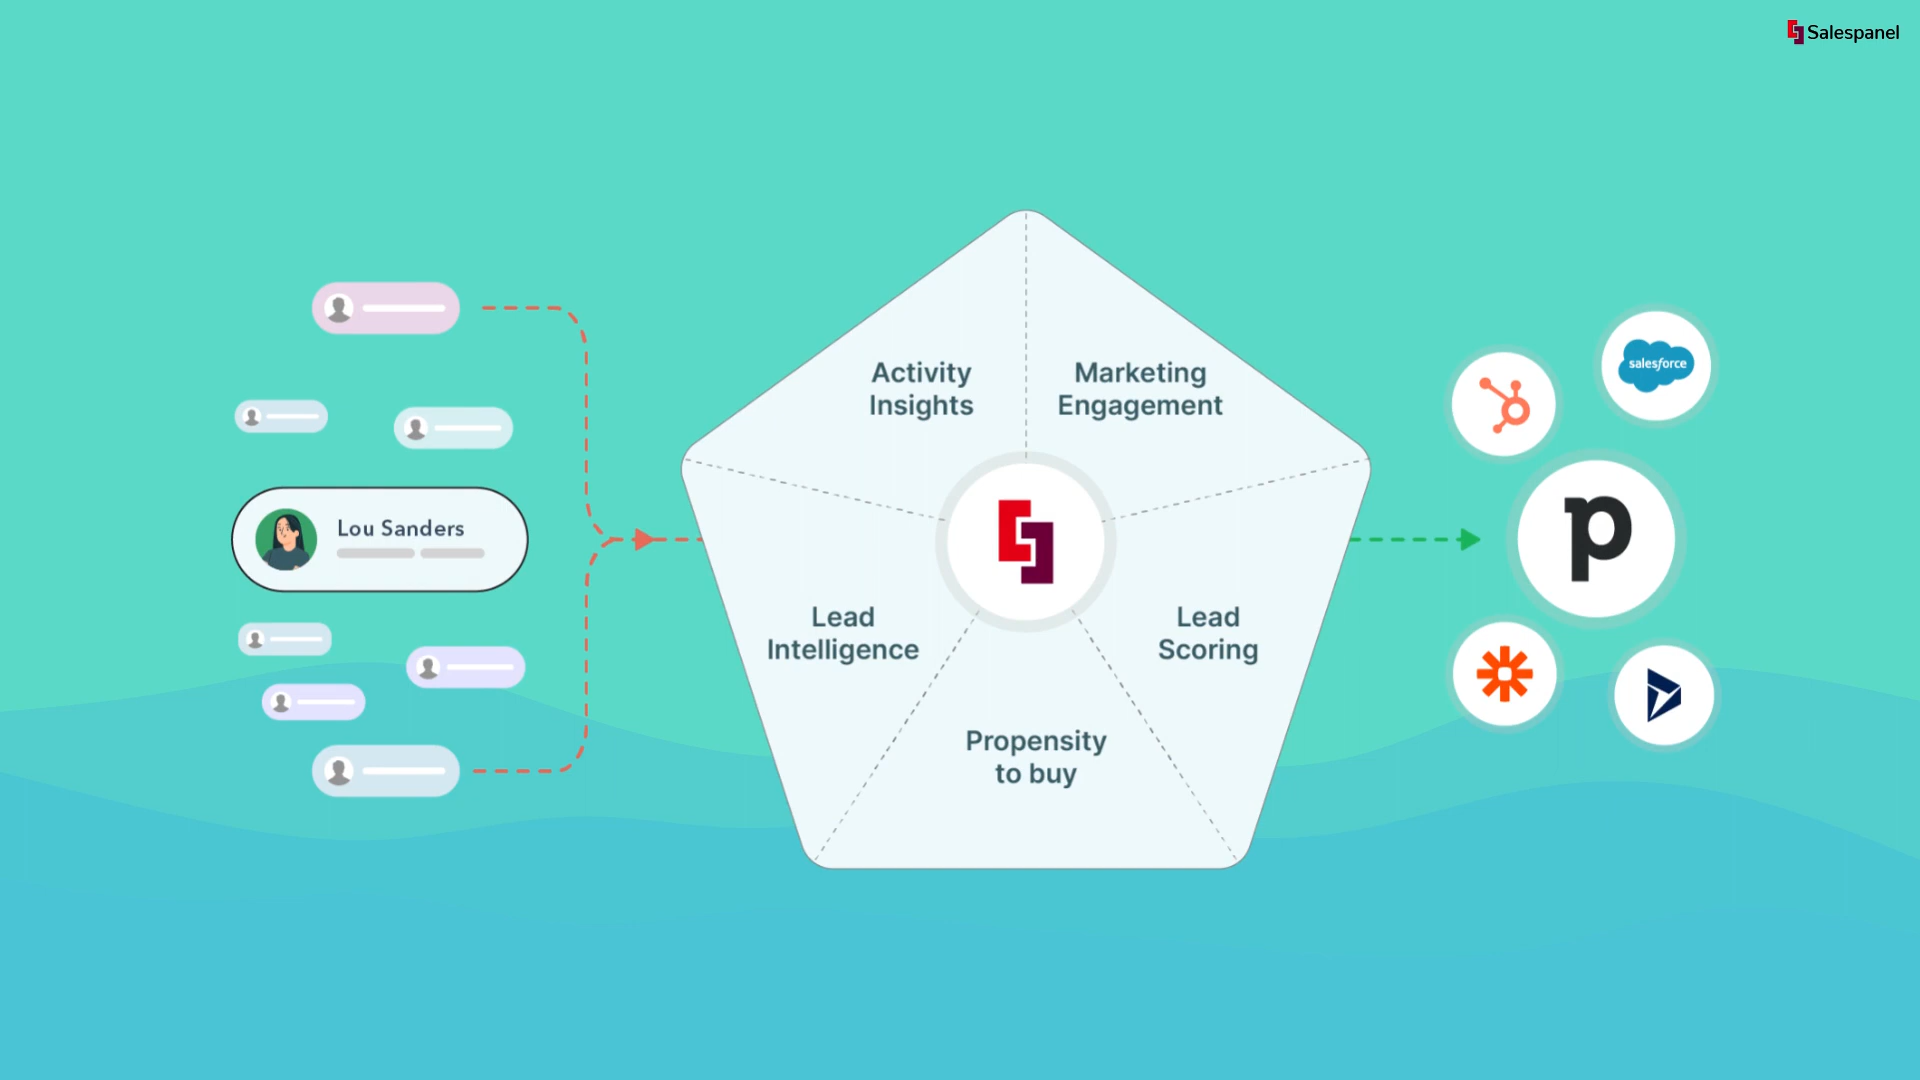 Salespanel
Activity
Insights
Marketing
Engagement
salesforce
Lou Sanders
Lead
Intelligence
Lead
Scoring
Propensity
to buy